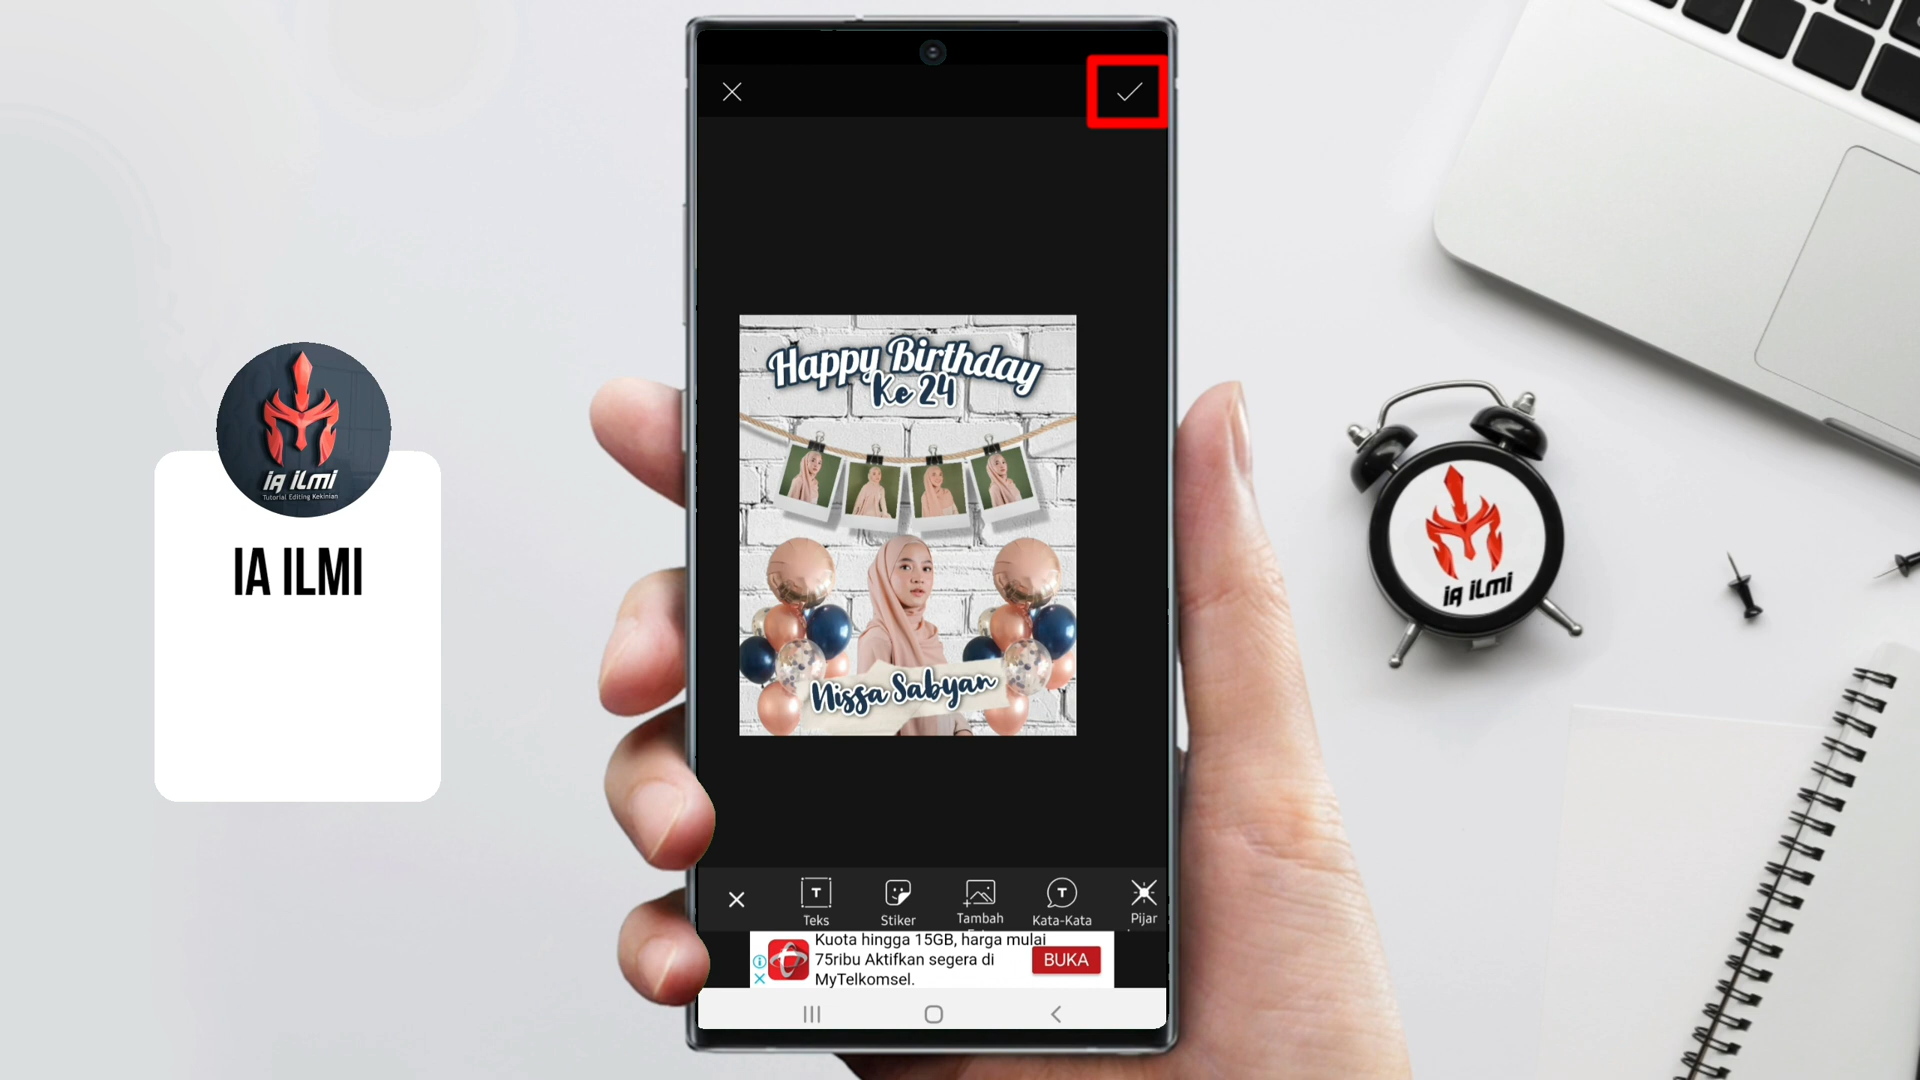 Happy Birthday
Ke 24
Nissa Sabyan
ia ilmi
Tutorial Editing Kekinian
IA ILMI
ia ilmi
Teks
Stiker
Tambah
Kata-Kata
Pijar
Kuota hingga 15GB, harga mulai
75ribu Aktifkan segera di
MyTelkomsel.
BUKA